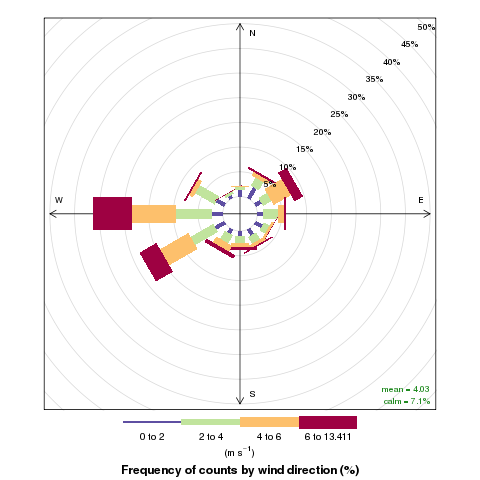 50%
N
45%
40%
35%
30%
25%
20%
15%
10%
5%
W
E
S
mean = 4.03
calm = 7.1%
0 to 2 2 to 4 4 to 6 6 to 13.411
(m s⁻¹)
Frequency of counts by wind direction (%)